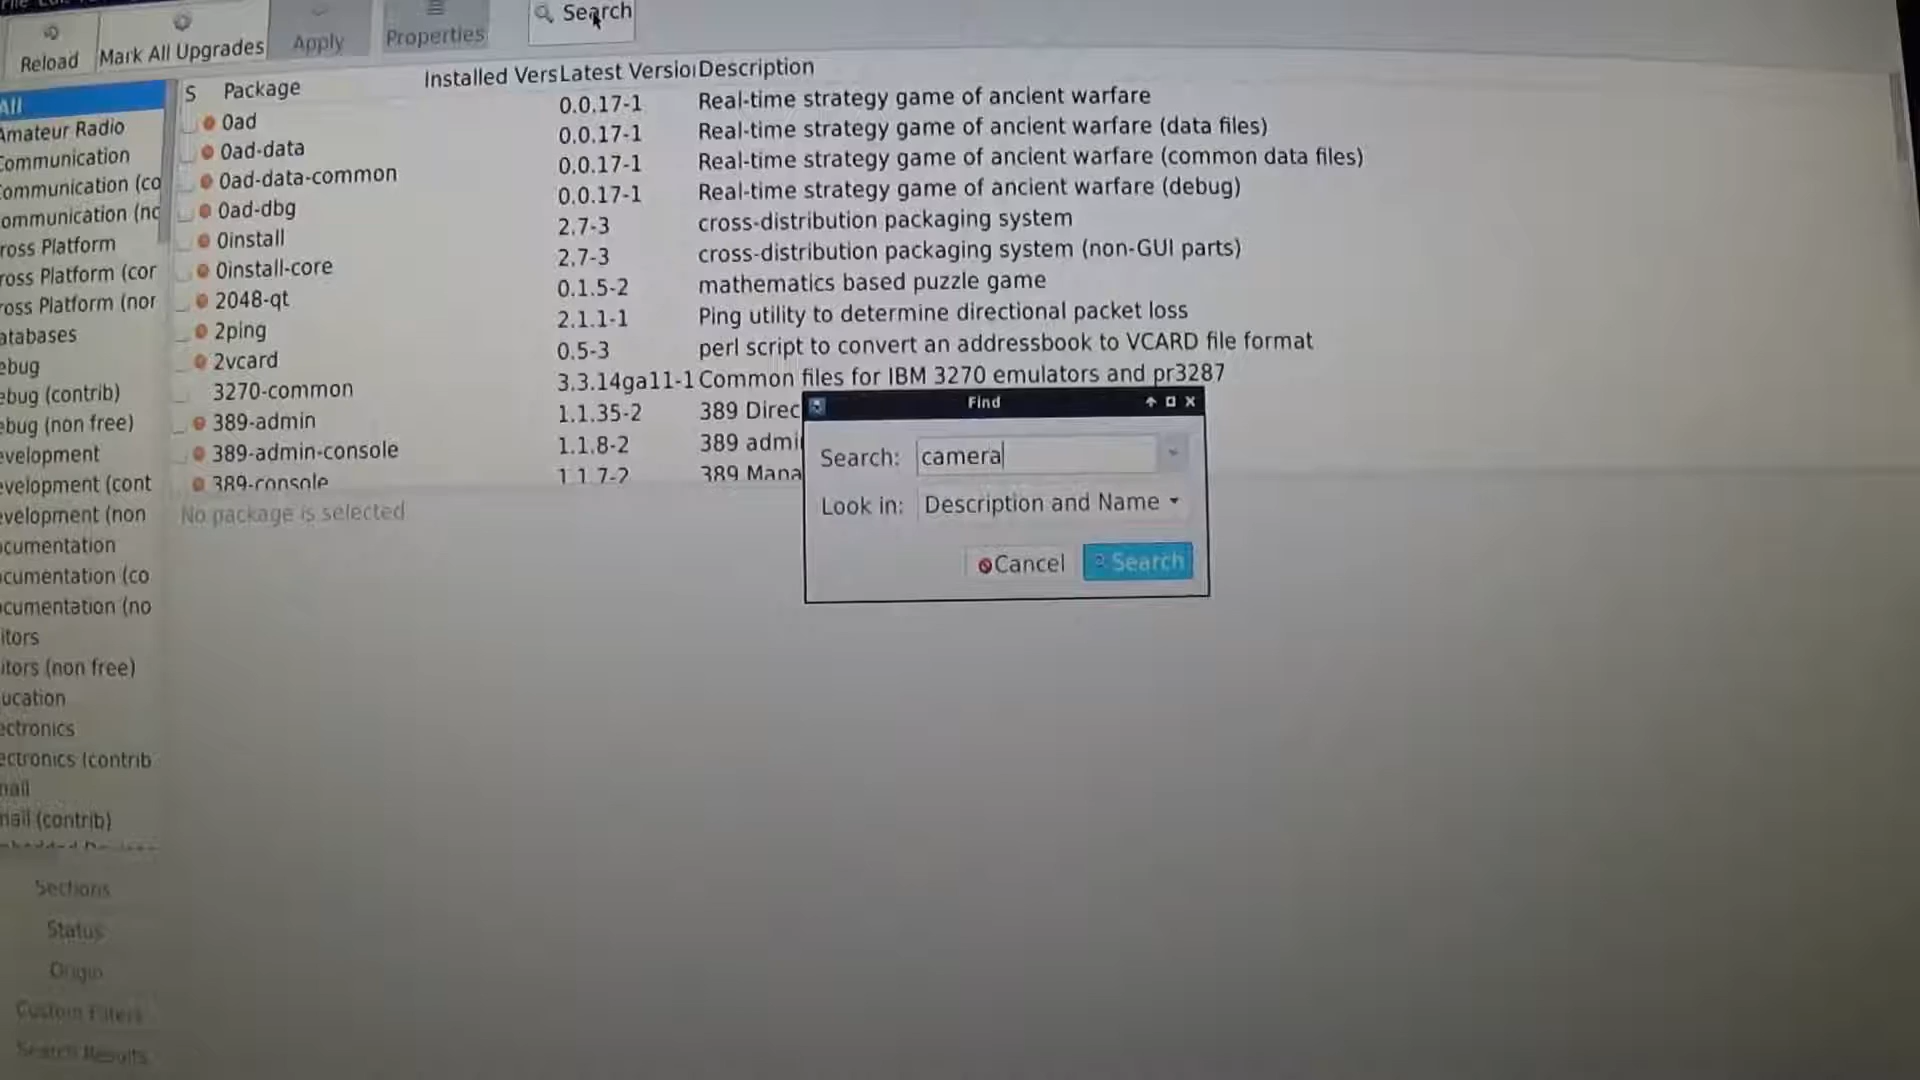 Reload
Mark All Upgrades
Apply
Properties
Search
S Package Installed Vers Latest Versio Description
0ad 0.0.17-1 Real-time strategy game of ancient warfare
0ad-data 0.0.17-1 Real-time strategy game of ancient warfare (data files)
0ad-data-common 0.0.17-1 Real-time strategy game of ancient warfare (common data files)
0ad-dbg 0.0.17-1 Real-time strategy game of ancient warfare (debug)
0install 2.7-3 cross-distribution packaging system
0install-core 2.7-3 cross-distribution packaging system (non-GUI parts)
2048-qt 0.1.5-2 mathematics based puzzle game
2ping 2.1.1-1 Ping utility to determine directional packet loss
2vcard 0.5-3 perl script to convert an addressbook to VCARD file format
3270-common 3.3.14ga11-1 Common files for IBM 3270 emulators and pr3287
389-admin 1.1.35-2 389 Direc
389-admin-console 1.1.8-2 389 admi
389-console 1.1.7-2 389 Mana
No package is selected
All
Amateur Radio
Communication
ommunication (co
ommunication (nc
ross Platform
ross Platform (cor
ross Platform (nor
atabases
ebug
ebug (contrib)
ebug (non free)
evelopment
evelopment (cont
evelopment (non
ocumentation
ocumentation (co
ocumentation (no
itors
itors (non free)
ucation
ectronics
ectronics (contrib
mail
mail (contrib)
Sections
Status
Origin
Custom Filters
Search Results
Find
Search: camera
Look in: Description and Name
Cancel
Search